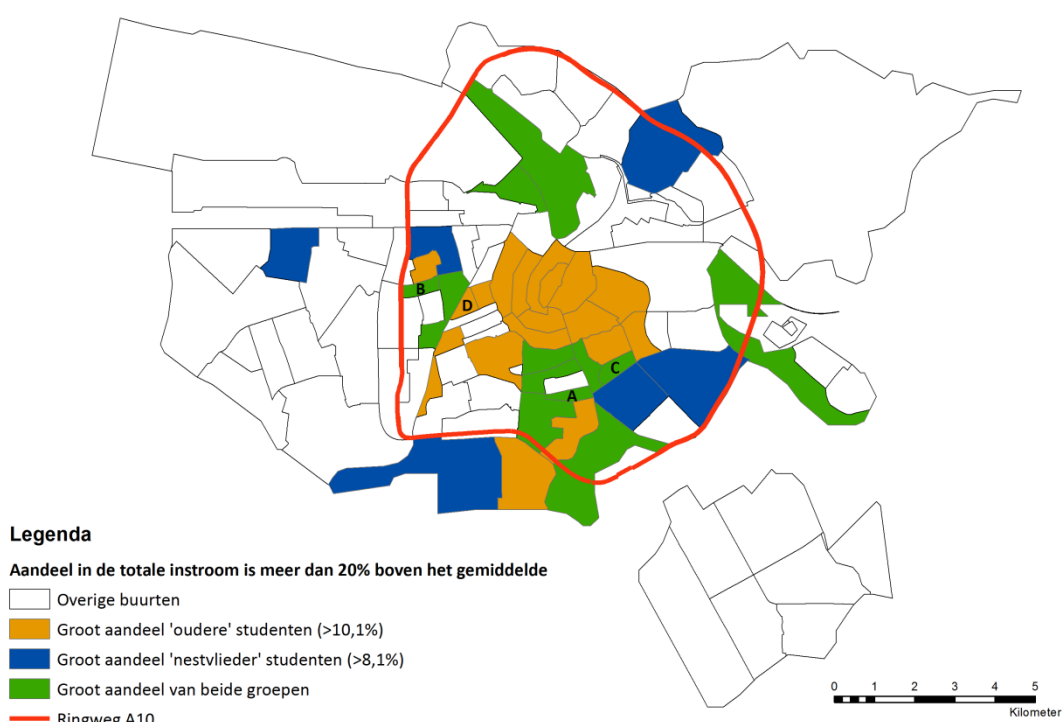 B
D
C
A
Legenda
Aandeel in de totale instroom is meer dan 20% boven het gemiddelde
Overige buurten
Groot aandeel 'oudere' studenten (>10,1%)
Groot aandeel 'nestvlieder' studenten (>8,1%)
Groot aandeel van beide groepen
Ringweg A10
0 1 2 3 4 5
Kilometer